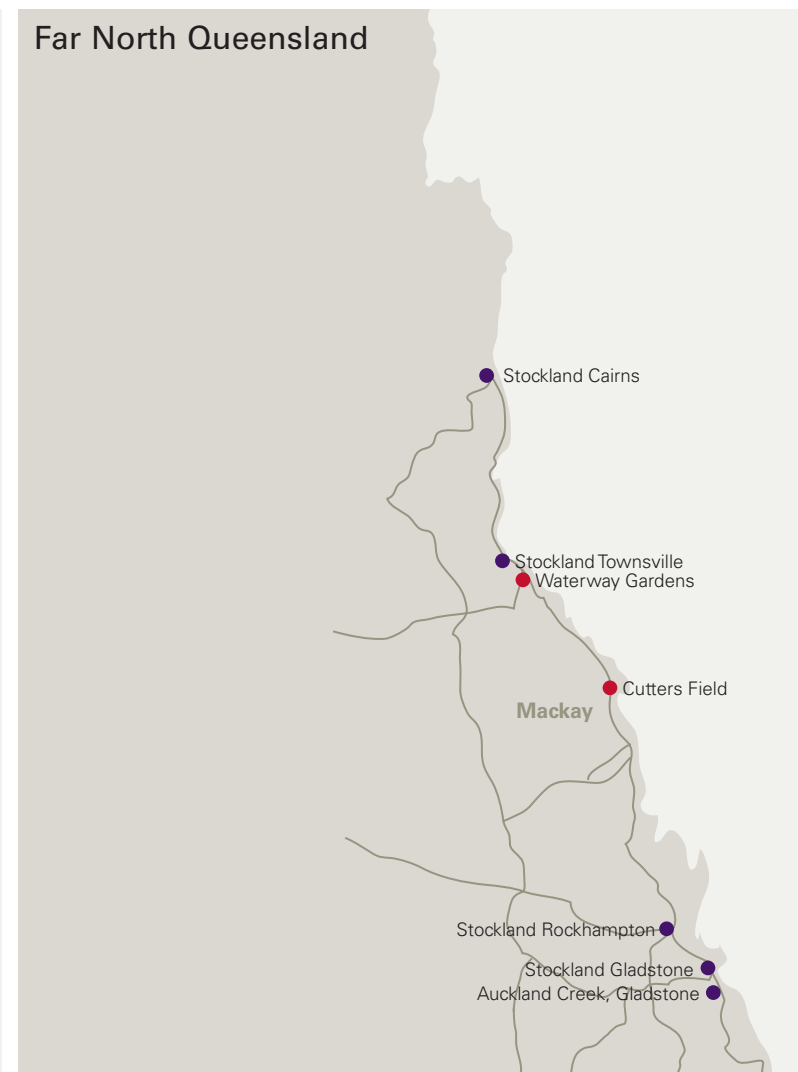 Far North Queensland
Stockland Cairns
Stockland Townsville
Waterway Gardens
Cutters Field
Mackay
Stockland Rockhampton
Stockland Gladstone
Auckland Creek, Gladstone